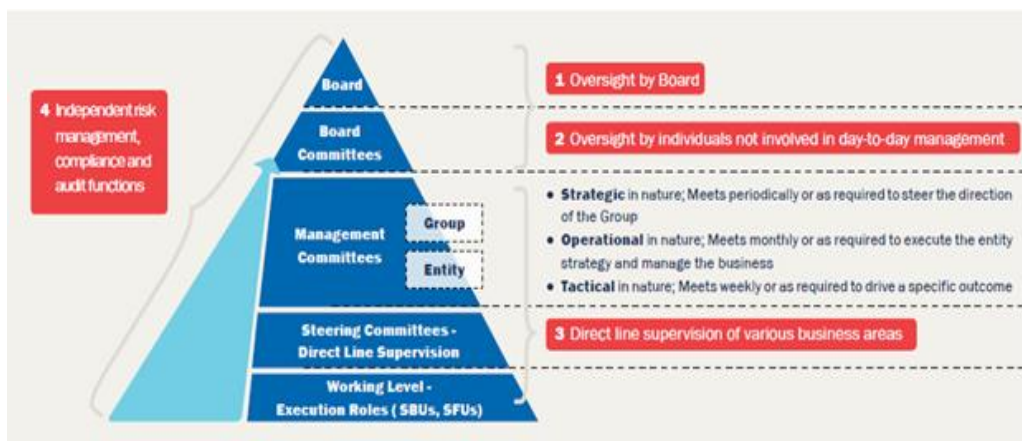 4 Independent risk
management,
compliance and
audit functions
Board
Board
Committees
Management
Committees
Group
Entity
Steering Committees -
Direct Line Supervision
Working Level -
Execution Roles ( SBUs, SFUs)
1 Oversight by Board
2 Oversight by individuals not involved in day-to-day management
• Strategic in nature; Meets periodically or as required to steer the direction
of the Group
• Operational in nature; Meets monthly or as required to execute the entity
strategy and manage the business
• Tactical in nature; Meets weekly or as required to drive a specific outcome
3 Direct line supervision of various business areas